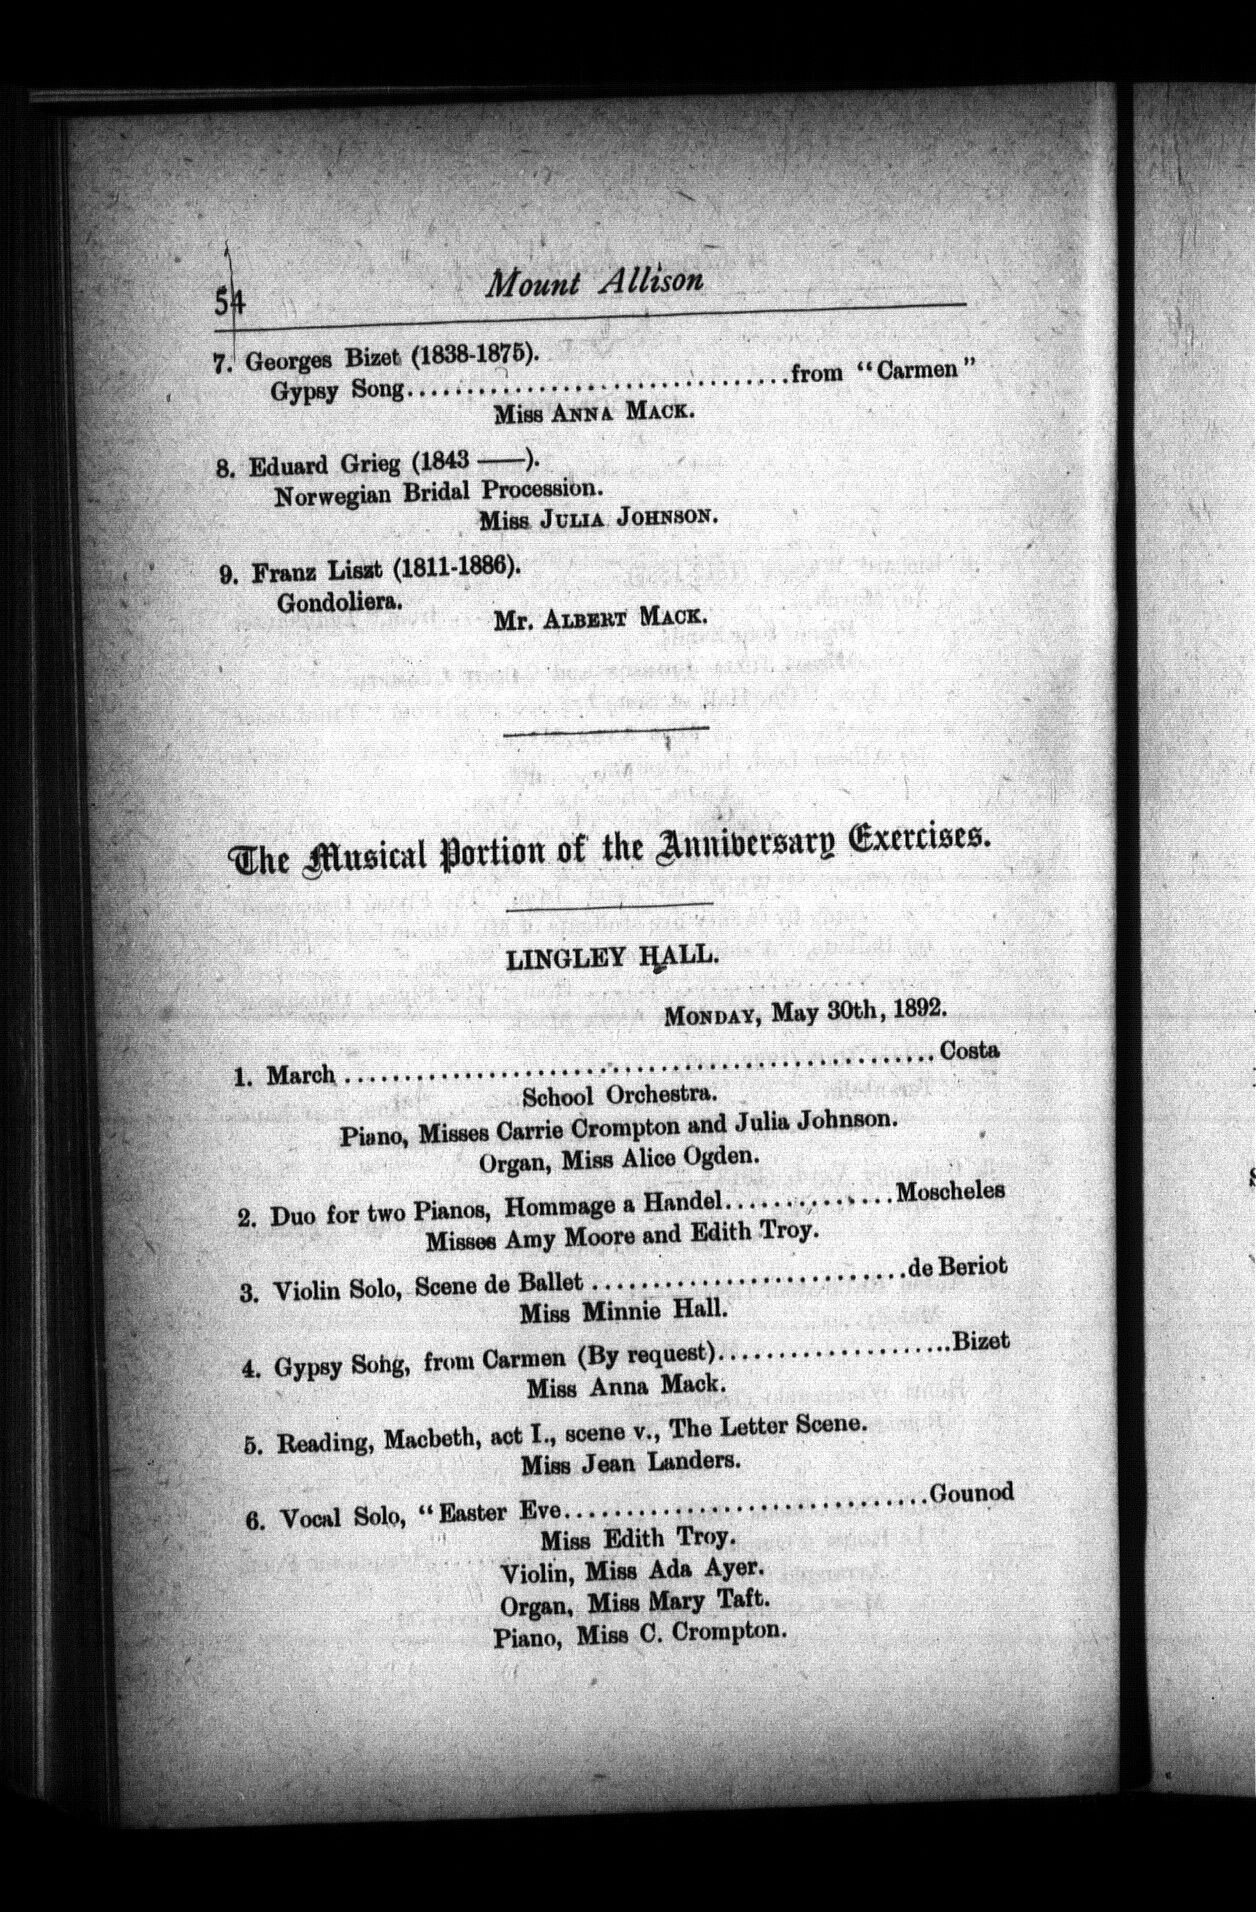 54
Mount Allison
7. Georges Bizet (1838-1875).
Gypsy Song................................from "Carmen"
Miss ANNA MACK.
8. Eduard Grieg (1843 ——).
Norwegian Bridal Procession.
Miss JULIA JOHNSON.
9. Franz Liszt (1811-1886).
Gondoliera.
Mr. ALBERT MACK.
The Musical Portion of the Anniversary Exercises.
LINGLEY HALL.
MONDAY, May 30th, 1892.
1. March ................................................Costa
School Orchestra.
Piano, Misses Carrie Crompton and Julia Johnson.
Organ, Miss Alice Ogden.
2. Duo for two Pianos, Hommage a Handel..............Moscheles
Misses Amy Moore and Edith Troy.
3. Violin Solo, Scene de Ballet ..........................de Beriot
Miss Minnie Hall.
4. Gypsy Song, from Carmen (By request)....................Bizet
Miss Anna Mack.
5. Reading, Macbeth, act I., scene v., The Letter Scene.
Miss Jean Landers.
6. Vocal Solo, "Easter Eve..............................Gounod
Miss Edith Troy.
Violin, Miss Ada Ayer.
Organ, Miss Mary Taft.
Piano, Miss C. Crompton.